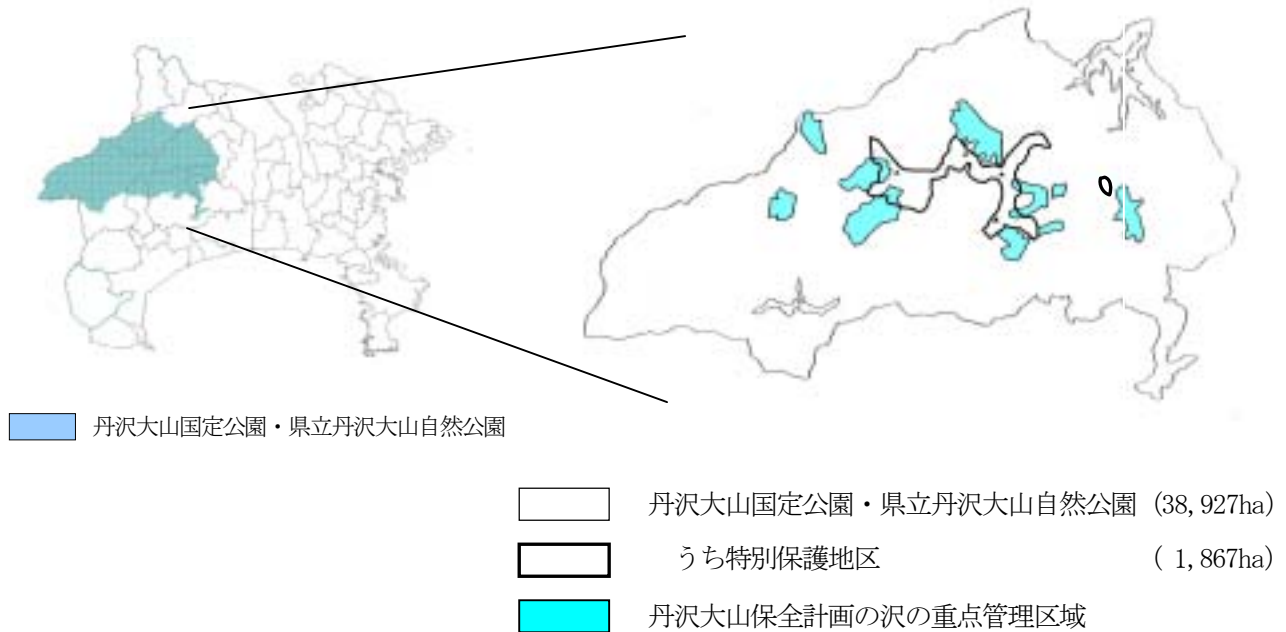 丹沢大山国定公園・県立丹沢大山自然公園
丹沢大山国定公園・県立丹沢大山自然公園 (38,927ha)
うち特別保護地区 ( 1,867ha)
丹沢大山保全計画の沢の重点管理区域